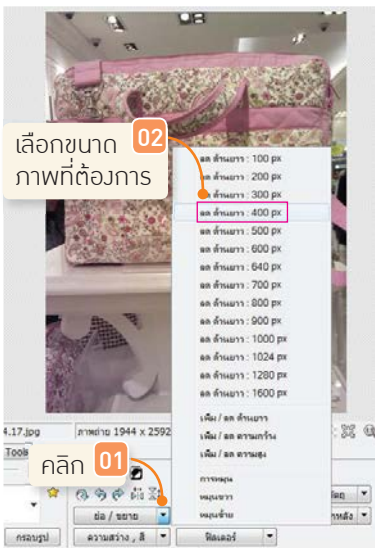 เลือกขนาด 02
ภาพที่ต้องการ
ลด ด้านยาว : 100 px
ลด ด้านยาว : 200 px
ลด ด้านยาว : 300 px
ลด ด้านยาว : 400 px
ลด ด้านยาว : 500 px
ลด ด้านยาว : 600 px
ลด ด้านยาว : 640 px
ลด ด้านยาว : 700 px
ลด ด้านยาว : 800 px
ลด ด้านยาว : 900 px
ลด ด้านยาว : 1000 px
ลด ด้านยาว : 1024 px
ลด ด้านยาว : 1280 px
ลด ด้านยาว : 1600 px
เพิ่ม / ลด ด้านยาว
เพิ่ม / ลด ความกว้าง
เพิ่ม / ลด ความสูง
การหมุน
หมุนขวา
หมุนซ้าย
4.17.jpg ภาพถ่าย 1944 x 2592
Tools
คลิก 01
ย่อ / ขยาย
กรอบรูป ความสว่าง , สี ฟิลเตอร์